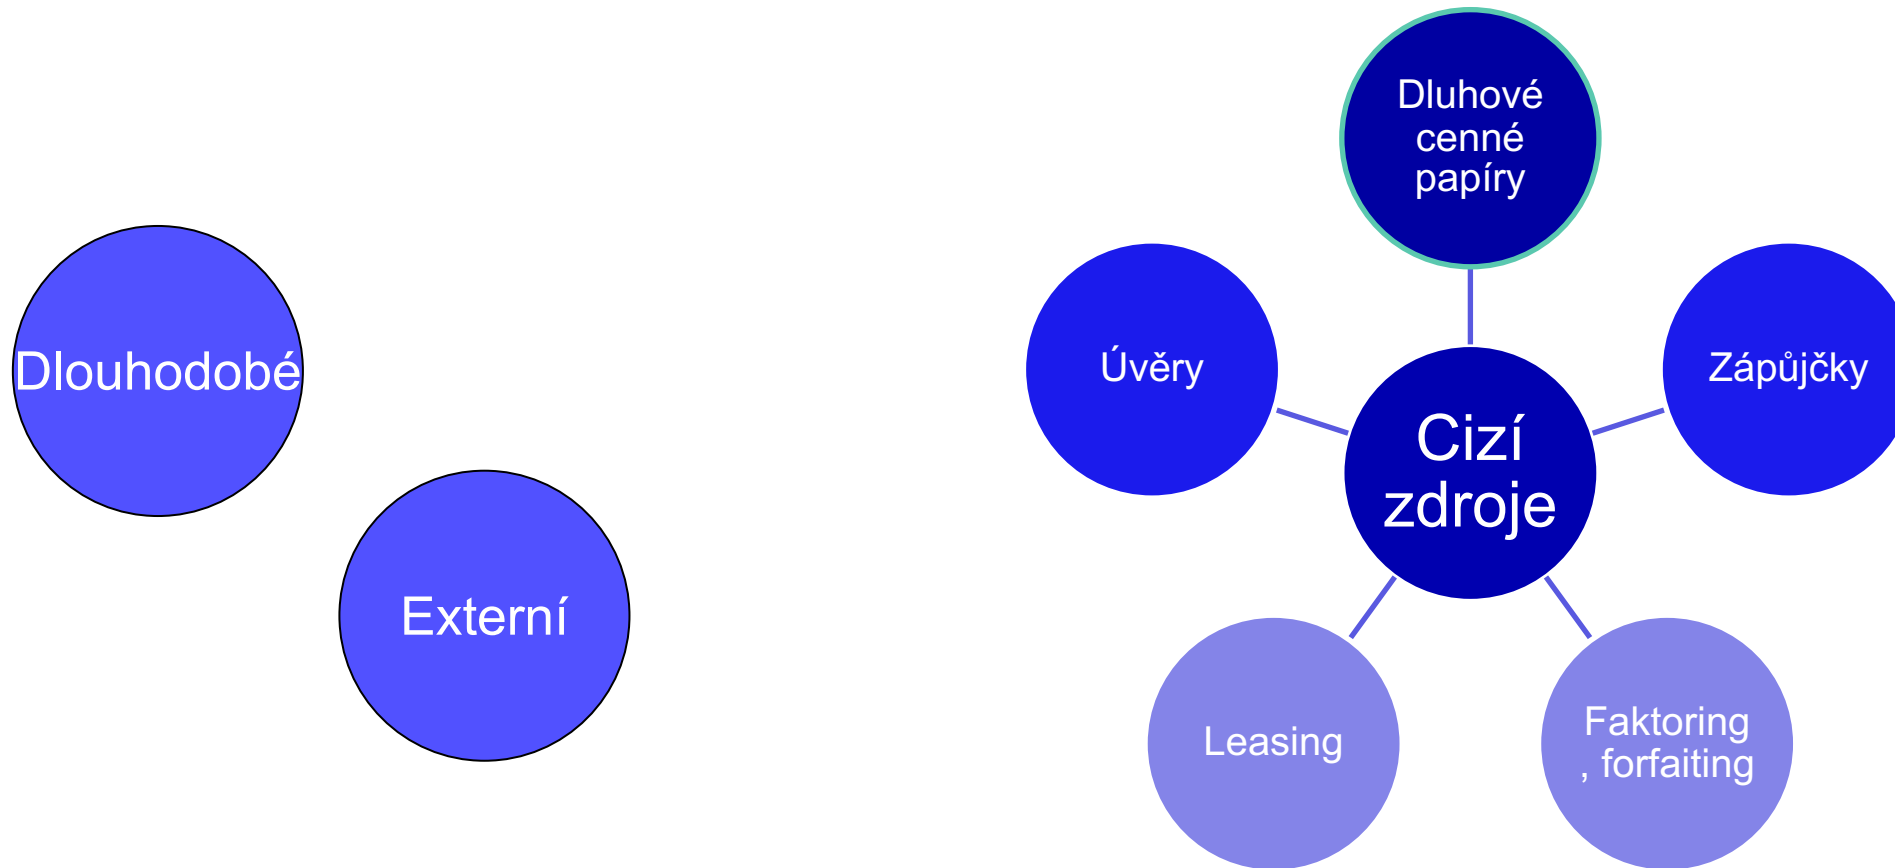 Dlouhodobé
Externí
Dluhové
cenné
papíry
Úvěry
Zápůjčky
Cizí
zdroje
Leasing
Faktoring
, forfaiting